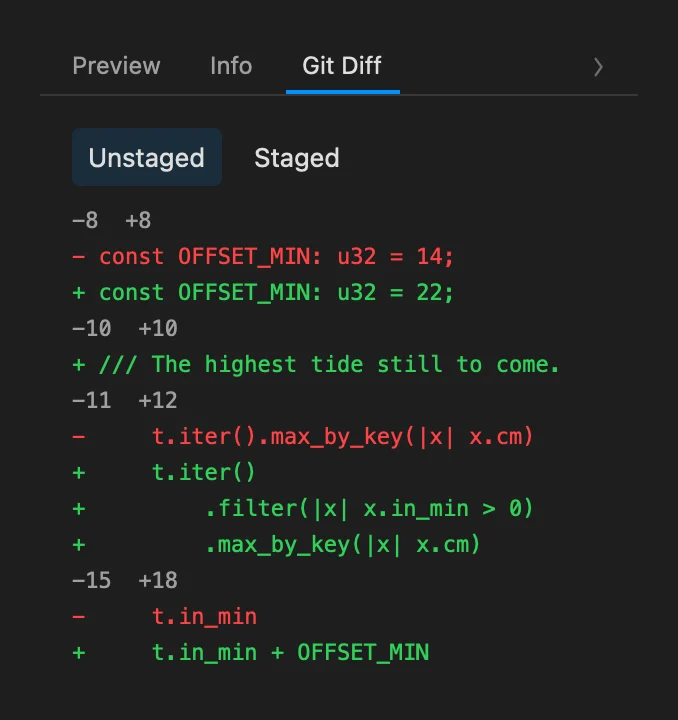 Preview Info Git Diff
Unstaged Staged
−8 +8
- const OFFSET_MIN: u32 = 14;
+ const OFFSET_MIN: u32 = 22;
−10 +10
+ /// The highest tide still to come.
−11 +12
-     t.iter().max_by_key(|x| x.cm)
+     t.iter()
+         .filter(|x| x.in_min > 0)
+         .max_by_key(|x| x.cm)
−15 +18
-     t.in_min
+     t.in_min + OFFSET_MIN